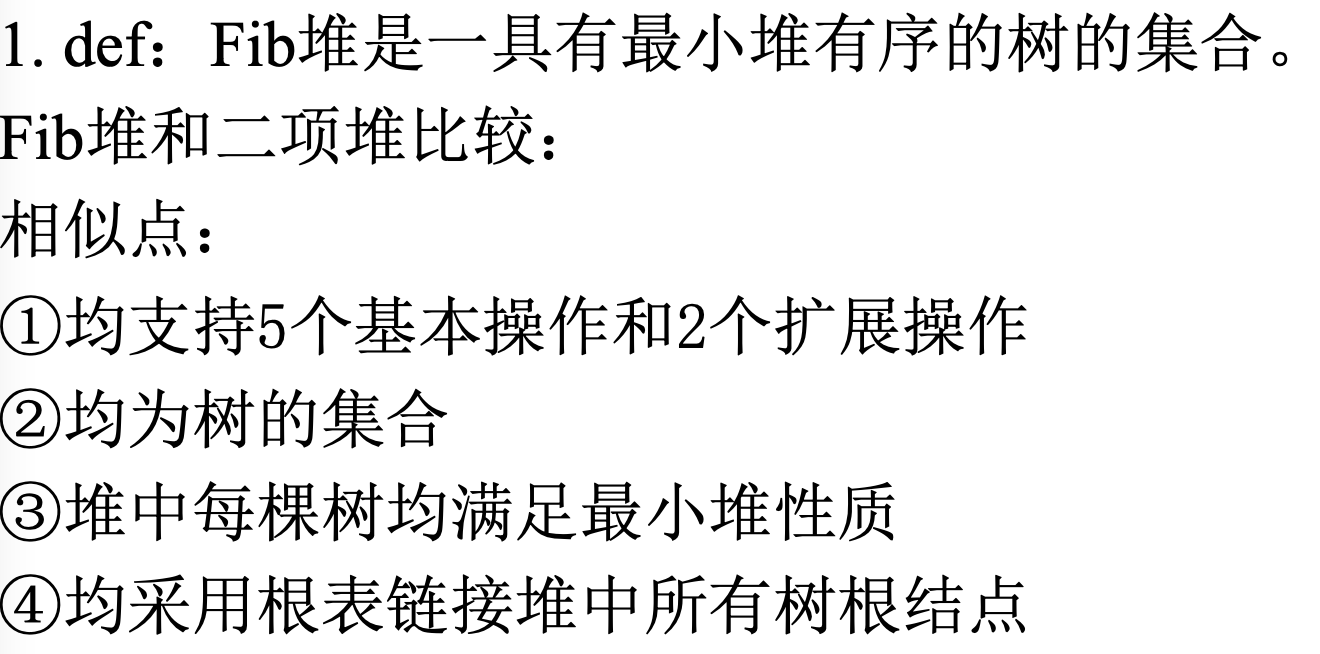 1. def：Fib堆是一具有最小堆有序的树的集合。
Fib堆和二项堆比较：
相似点：
①均支持5个基本操作和2个扩展操作
②均为树的集合
③堆中每棵树均满足最小堆性质
④均采用根表链接堆中所有树根结点